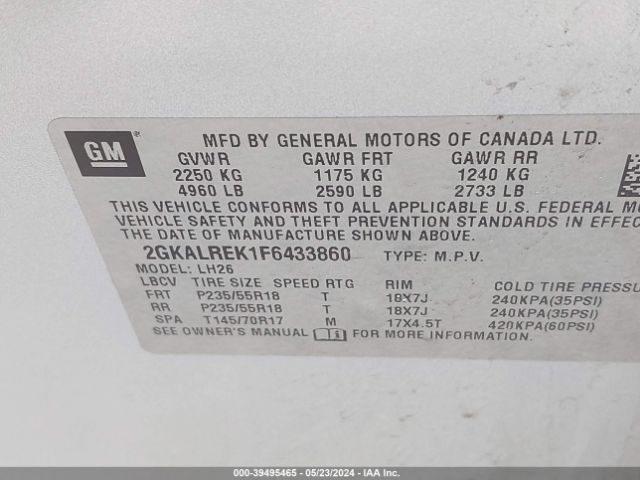 GM
MFD BY GENERAL MOTORS OF CANADA LTD.
GVWR GAWR FRT GAWR RR
2250 KG 1175 KG 1240 KG
4960 LB 2590 LB 2733 LB
THIS VEHICLE CONFORMS TO ALL APPLICABLE U.S. FEDERAL
VEHICLE SAFETY AND THEFT PREVENTION STANDARDS IN EFFEC
THE DATE OF MANUFACTURE SHOWN ABOVE.
2GKALREK1F6433860 TYPE: M.P.V.
MODEL: LH26
LBCV TIRE SIZE SPEED RTG RIM COLD TIRE PRESSU
FRT P235/55R18 T 18X7J 240KPA(35PSI)
RR P235/55R18 T 18X7J 240KPA(35PSI)
SPA T145/70R17 M 17X4.5T 420KPA(60PSI)
SEE OWNER'S MANUAL FOR MORE INFORMATION.
000-39495465 - 05/23/2024 - IAAI.COM